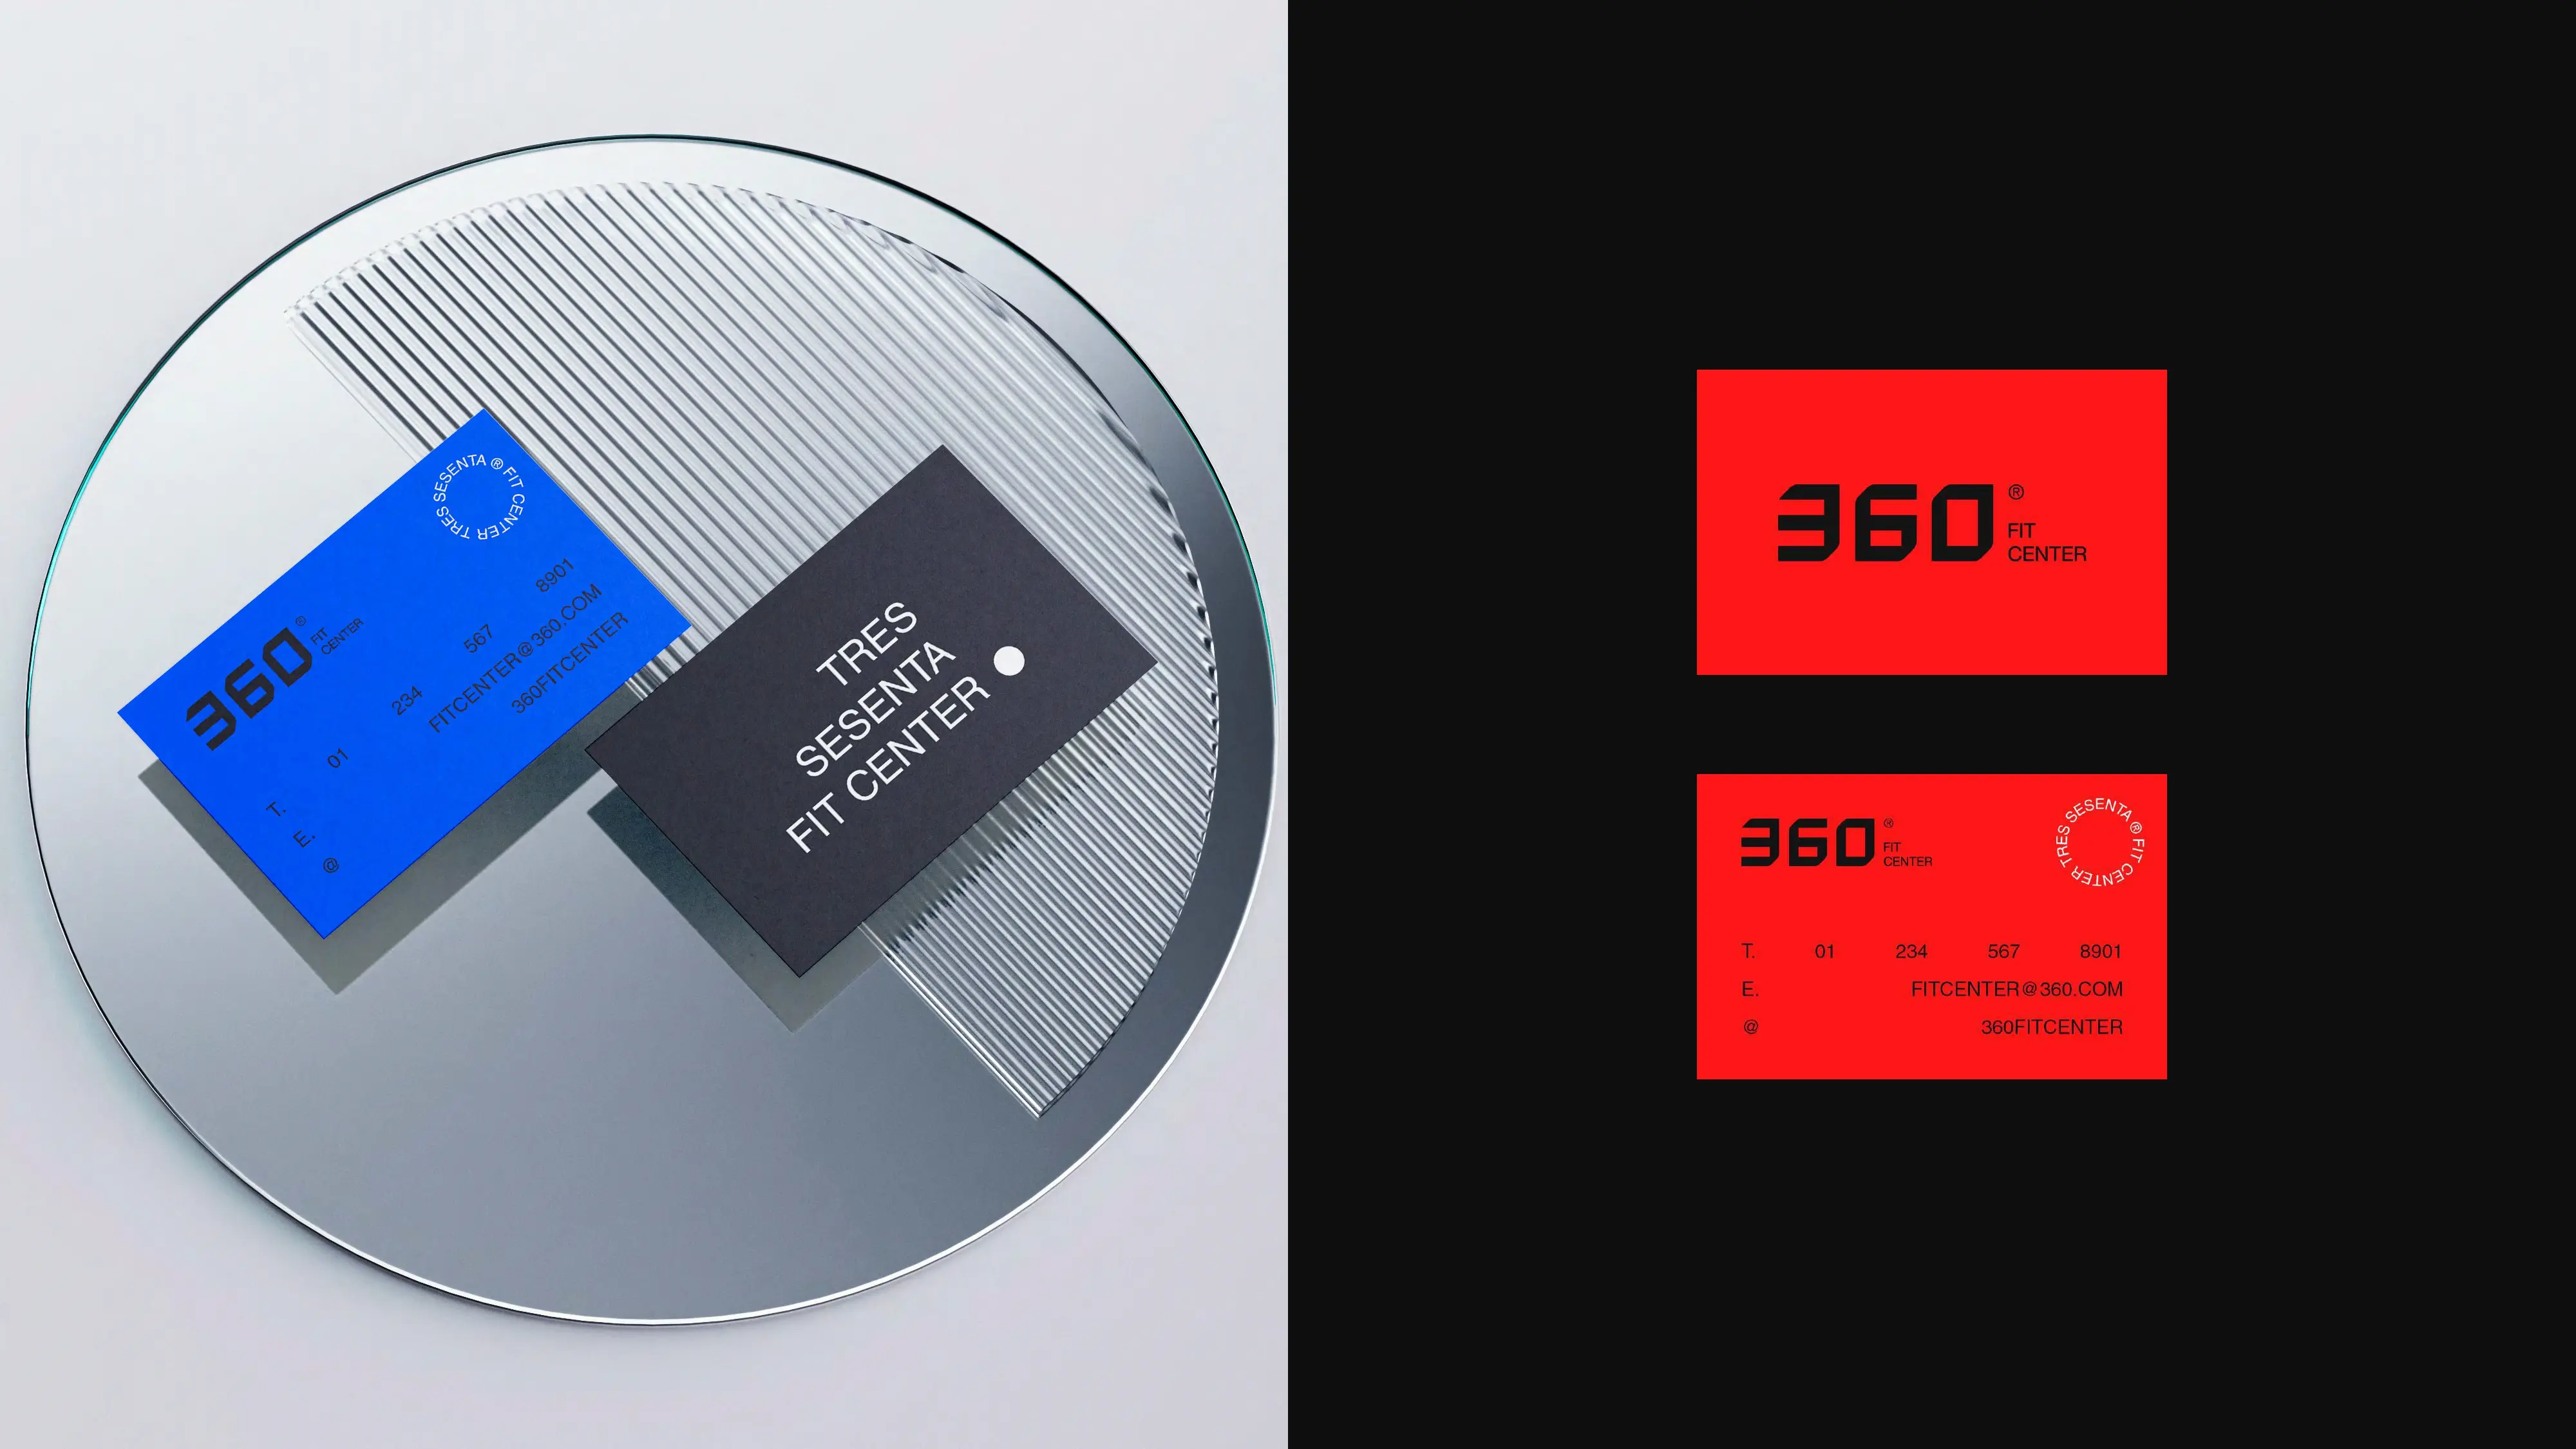 360®
FIT
CENTER
TRES SESENTA ® FIT CENTER
T. 01 234 567 8901
E. FITCENTER@360.COM
@ 360FITCENTER
TRES
SESENTA
FIT CENTER
360®
FIT
CENTER
360®
FIT
CENTER
TRES SESENTA ® FIT CENTER
T. 01 234 567 8901
E. FITCENTER@360.COM
@ 360FITCENTER